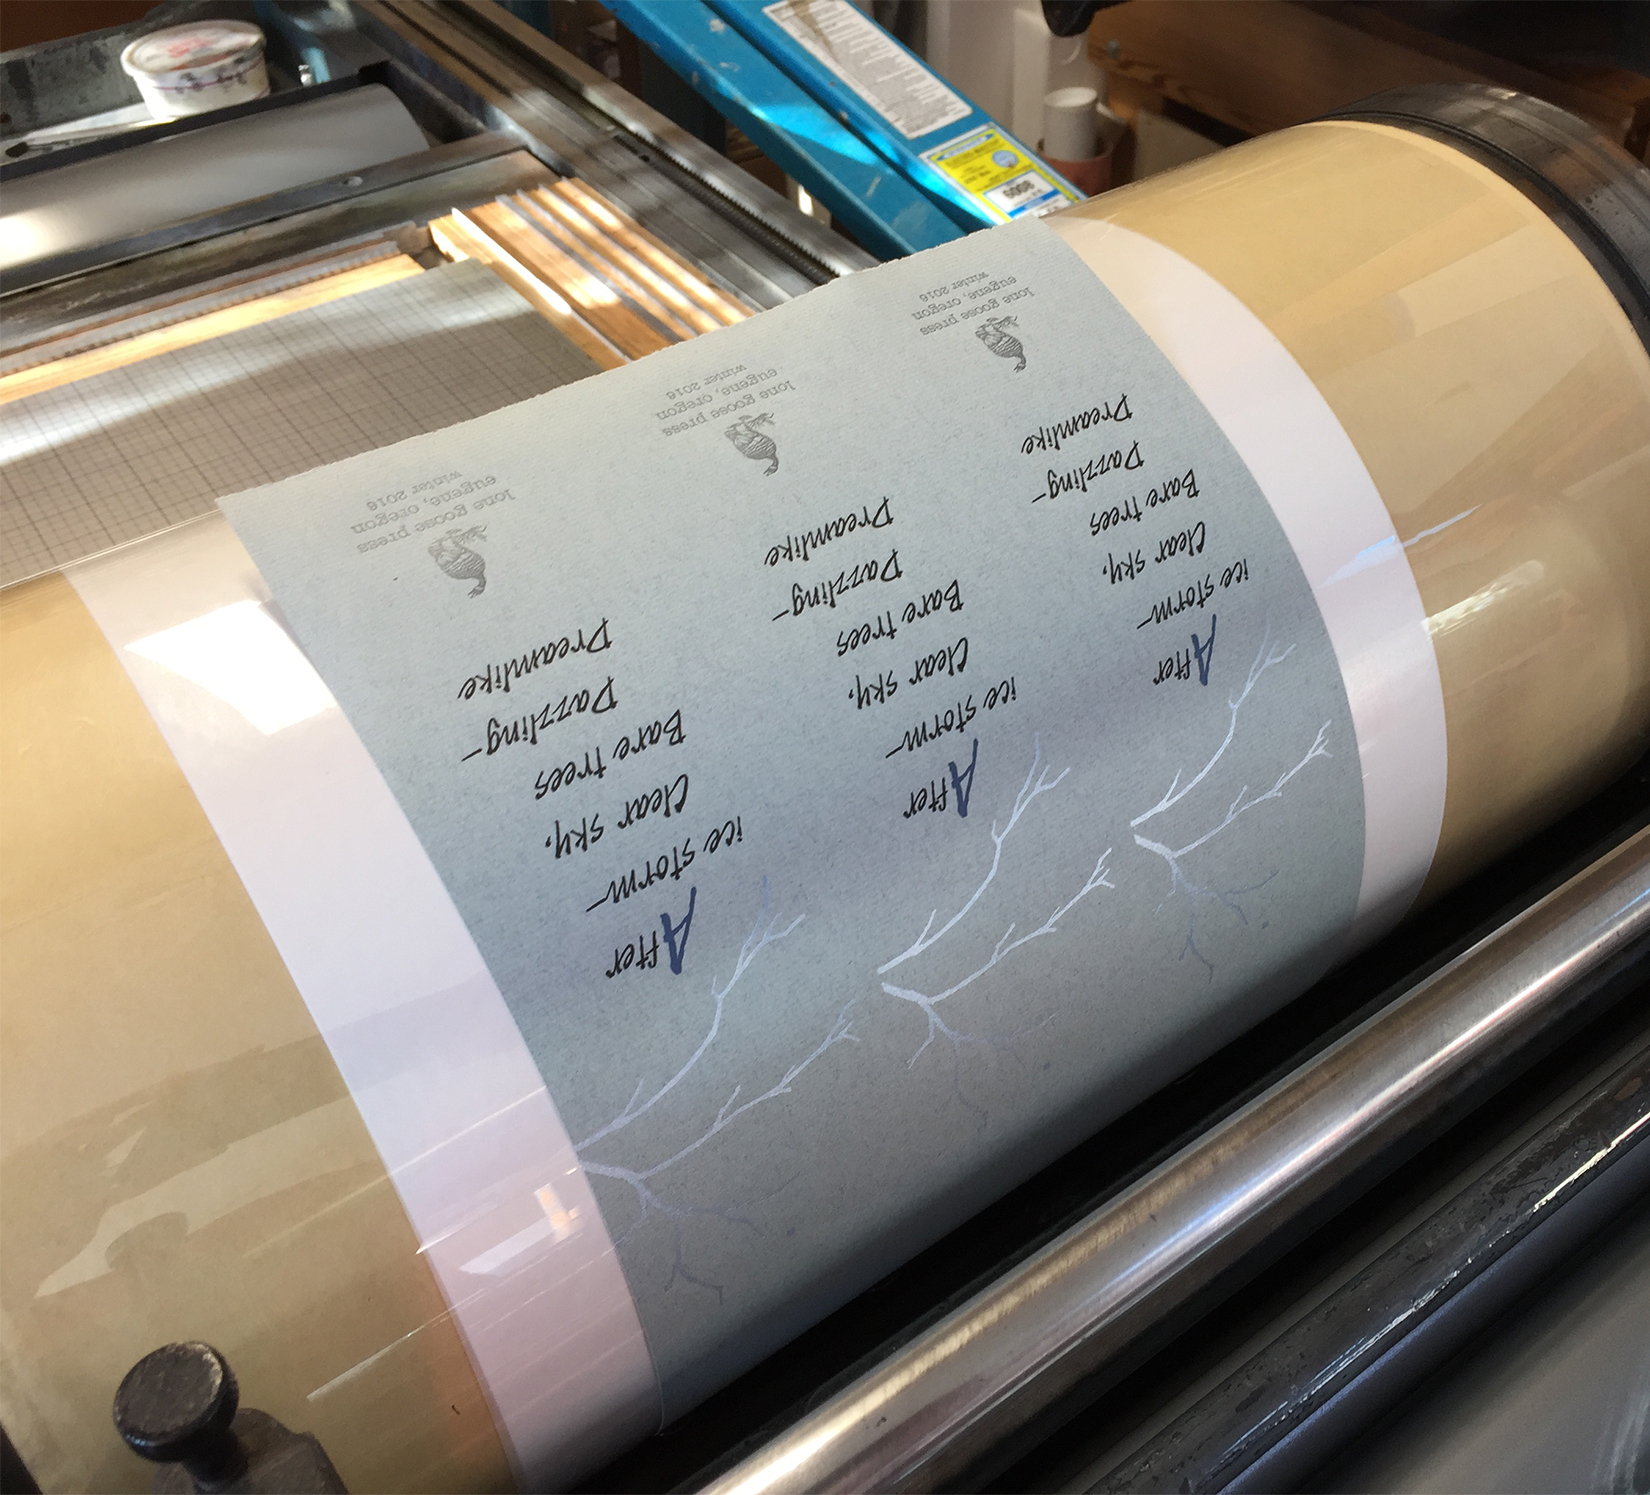 After
ice storm—
Clear sky,
Bare trees
Dazzling—
Dreamlike
lone goose press
eugene, oregon
winter 2016
After
ice storm—
Clear sky,
Bare trees
Dazzling—
Dreamlike
lone goose press
eugene, oregon
winter 2016
After
ice storm—
Clear sky,
Bare trees
Dazzling—
Dreamlike
lone goose press
eugene, oregon
winter 2016